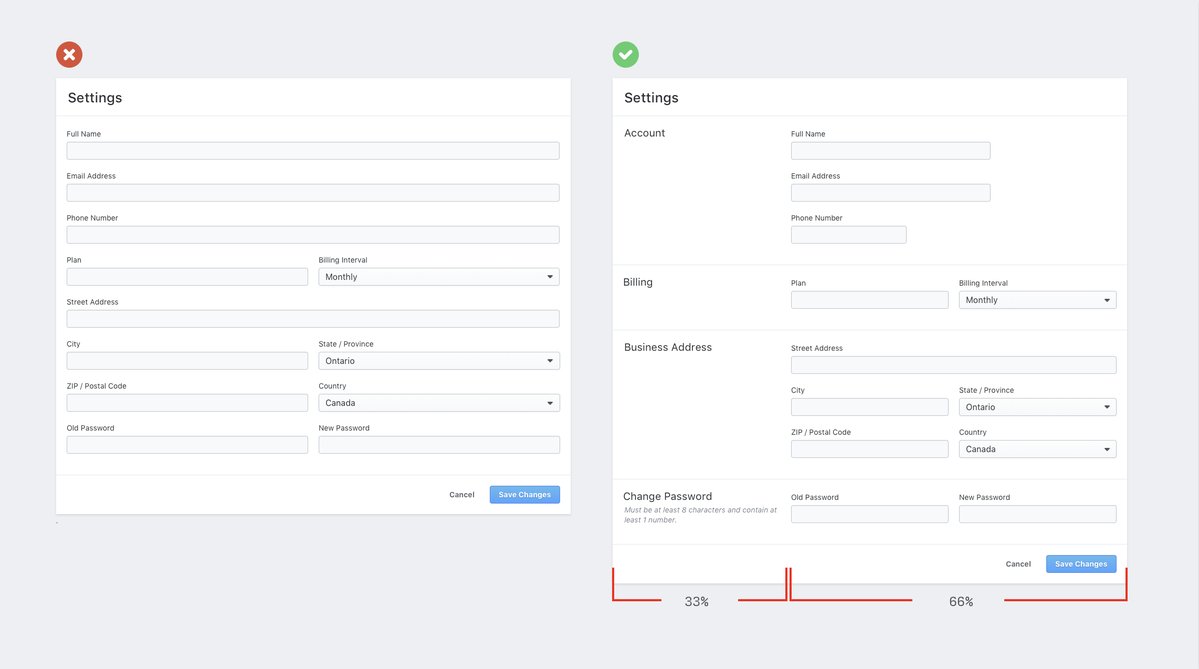 Settings
Full Name
Email Address
Phone Number
Plan Billing Interval
Monthly
Street Address
City State / Province
Ontario
ZIP / Postal Code Country
Canada
Old Password New Password
Cancel Save Changes
Settings
Account
Full Name
Email Address
Phone Number
Billing
Plan Billing Interval
Monthly
Business Address
Street Address
City State / Province
Ontario
ZIP / Postal Code Country
Canada
Change Password
Must be at least 8 characters and contain at
least 1 number.
Old Password New Password
Cancel Save Changes
33% 66%